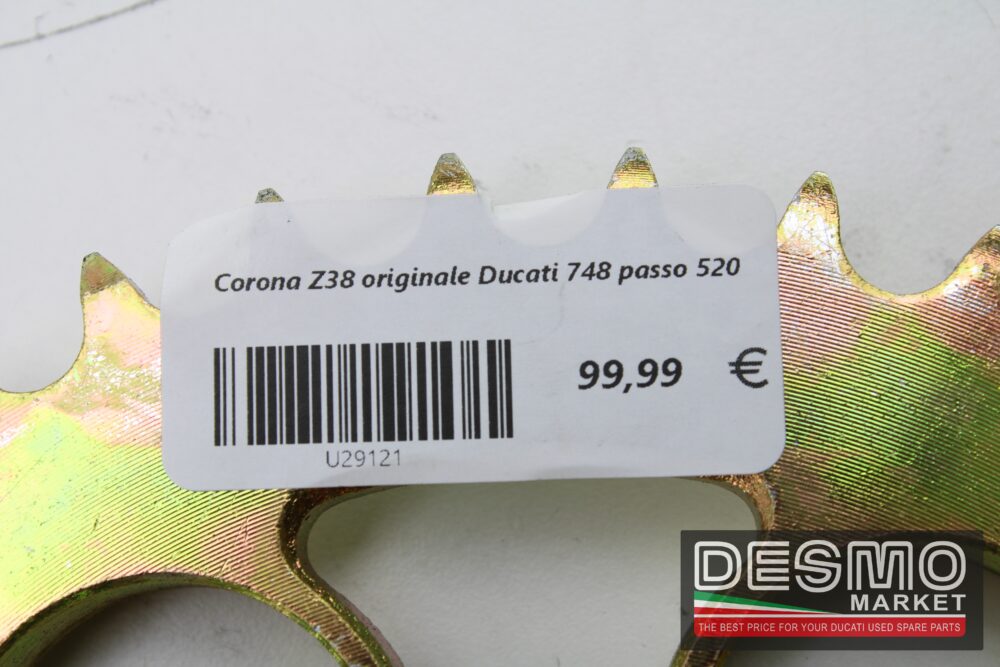 Corona Z38 originale Ducati 748 passo 520
99,99 €
U29121
DESMO
MARKET
THE BEST PRICE FOR YOUR DUCATI USED SPARE PARTS